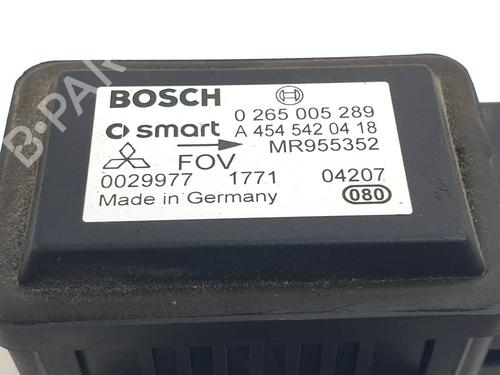 BOSCH
0 265 005 289
smart
A 454 542 04 18
MR955352
FOV
0029977 1771 04207
Made in Germany
080
B-PARTS